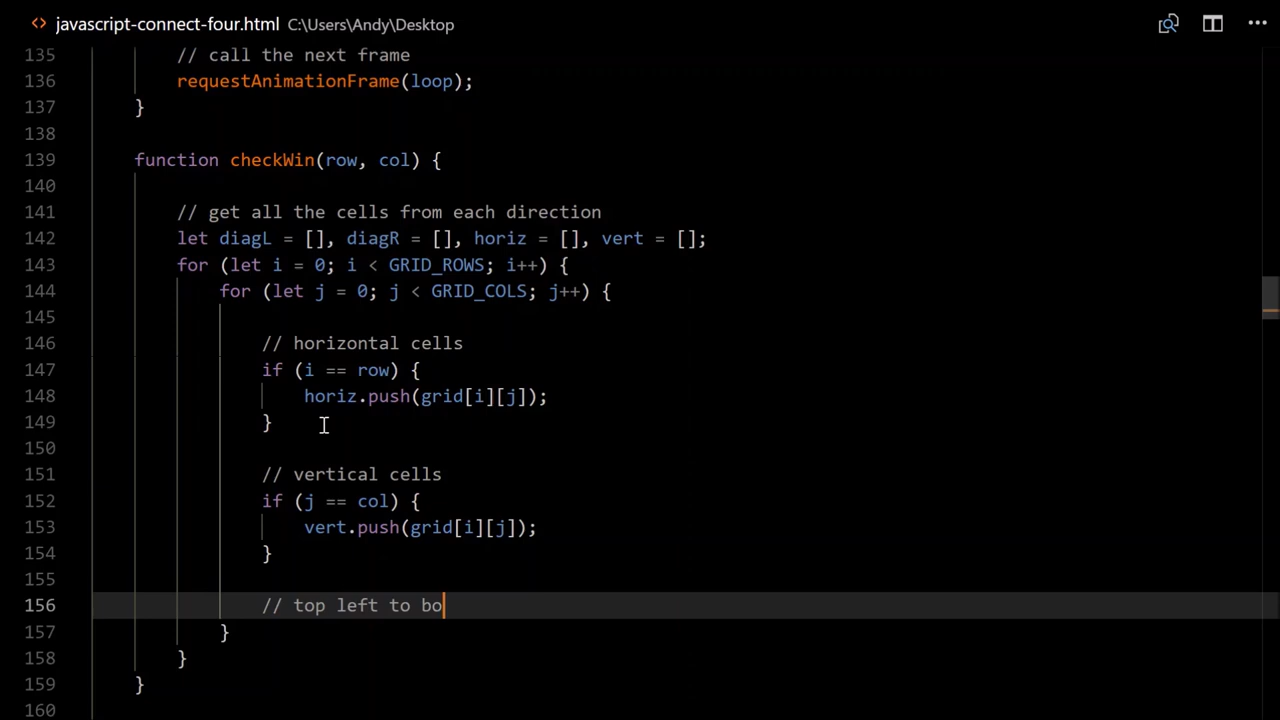 javascript-connect-four.html C:\Users\Andy\Desktop
135 // call the next frame
136 requestAnimationFrame(loop);
137 }
138
139 function checkWin(row, col) {
140
141 // get all the cells from each direction
142 let diagL = [], diagR = [], horiz = [], vert = [];
143 for (let i = 0; i < GRID_ROWS; i++) {
144 for (let j = 0; j < GRID_COLS; j++) {
145
146 // horizontal cells
147 if (i == row) {
148 horiz.push(grid[i][j]);
149 }
150
151 // vertical cells
152 if (j == col) {
153 vert.push(grid[i][j]);
154 }
155
156 // top left to bo
157 }
158 }
159 }
160